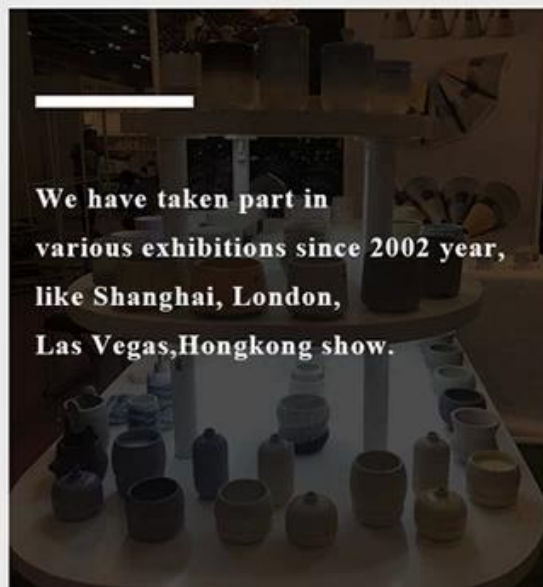 We have taken part in
various exhibitions since 2002 year,
like Shanghai, London,
Las Vegas,Hongkong show.